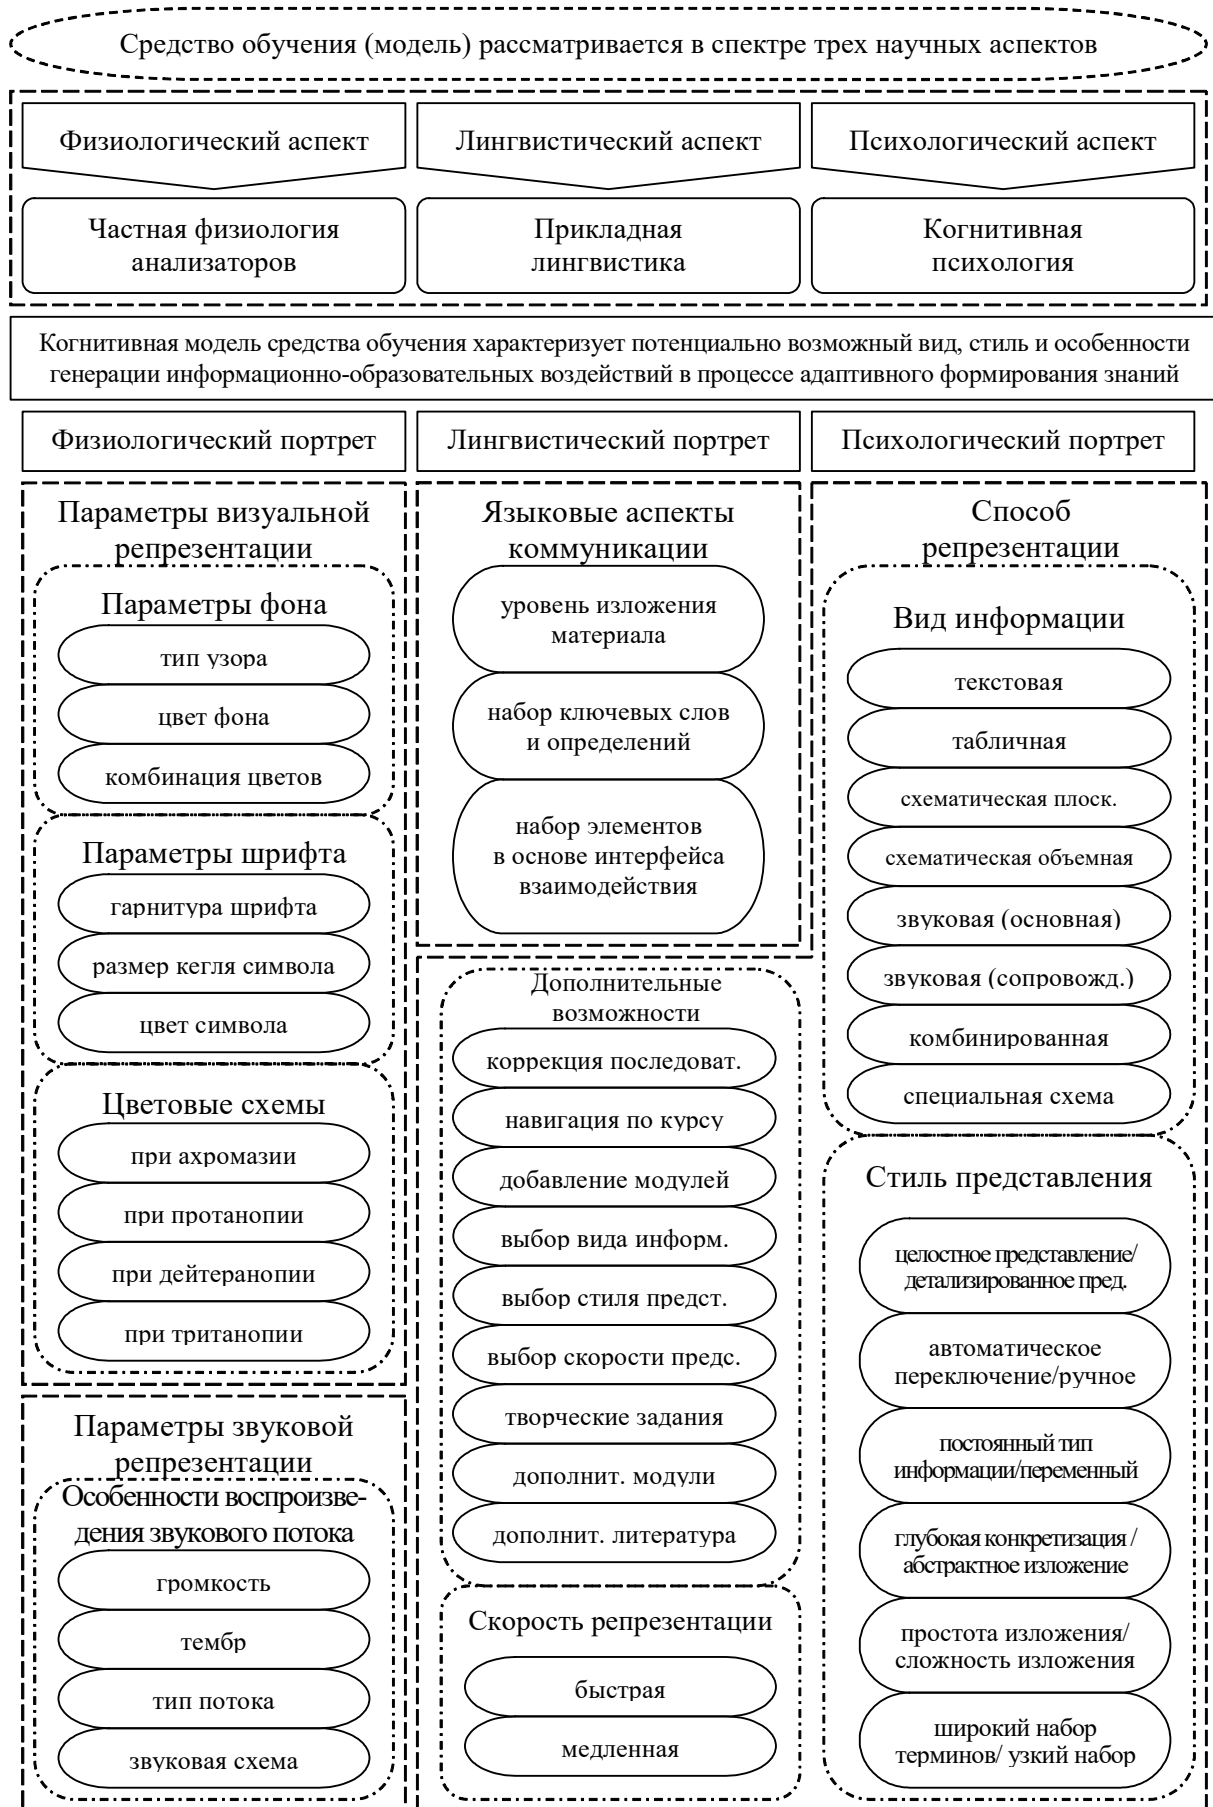 Средство обучения (модель) рассматривается в спектре трех научных аспектов
Физиологический аспект
Лингвистический аспект
Психологический аспект
Частная физиология
анализаторов
Прикладная
лингвистика
Когнитивная
психология
Когнитивная модель средства обучения характеризует потенциально возможный вид, стиль и особенности
генерации информационно-образовательных воздействий в процессе адаптивного формирования знаний
Физиологический портрет
Лингвистический портрет
Психологический портрет
Параметры визуальной
репрезентации
Параметры фона
тип узора
цвет фона
комбинация цветов
Параметры шрифта
гарнитура шрифта
размер кегля символа
цвет символа
Цветовые схемы
при ахромазии
при протанопии
при дейтеранопии
при тританопии
Параметры звуковой
репрезентации
Особенности воспроизве-
дения звукового потока
громкость
тембр
тип потока
звуковая схема
Языковые аспекты
коммуникации
уровень изложения
материала
набор ключевых слов
и определений
набор элементов
в основе интерфейса
взаимодействия
Дополнительные
возможности
коррекция последоват.
навигация по курсу
добавление модулей
выбор вида информ.
выбор стиля предст.
выбор скорости предс.
творческие задания
дополнит. модули
дополнит. литература
Скорость репрезентации
быстрая
медленная
Способ
репрезентации
Вид информации
текстовая
табличная
схематическая плоск.
схематическая объемная
звуковая (основная)
звуковая (сопровожд.)
комбинированная
специальная схема
Стиль представления
целостное представление/
детализированное пред.
автоматическое
переключение/ручное
постоянный тип
информации/переменный
глубокая конкретизация /
абстрактное изложение
простота изложения/
сложность изложения
широкий набор
терминов/ узкий набор